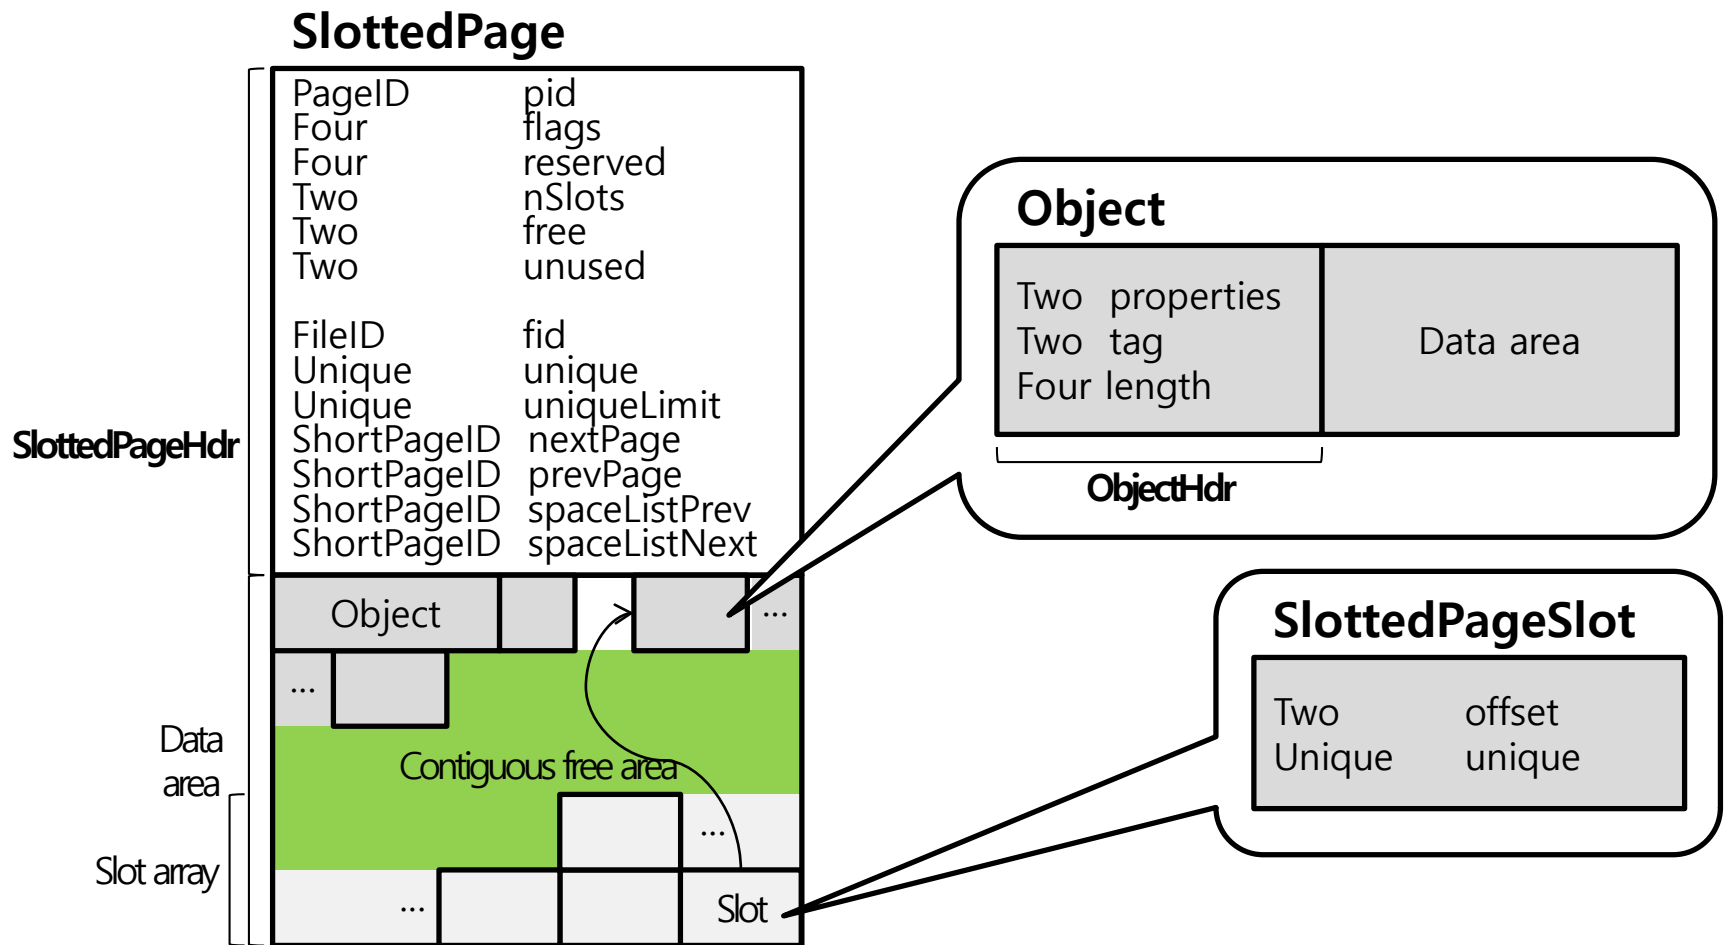 SlottedPage
PageID pid
Four flags
Four reserved
Two nSlots
Two free
Two unused
FileID fid
Unique unique
Unique uniqueLimit
ShortPageID nextPage
ShortPageID prevPage
ShortPageID spaceListPrev
ShortPageID spaceListNext
SlottedPageHdr
Object
...
...
Contiguous free area
...
...
Slot
Data
area
Slot array
Object
Two properties
Two tag
Four length
Data area
ObjectHdr
SlottedPageSlot
Two offset
Unique unique